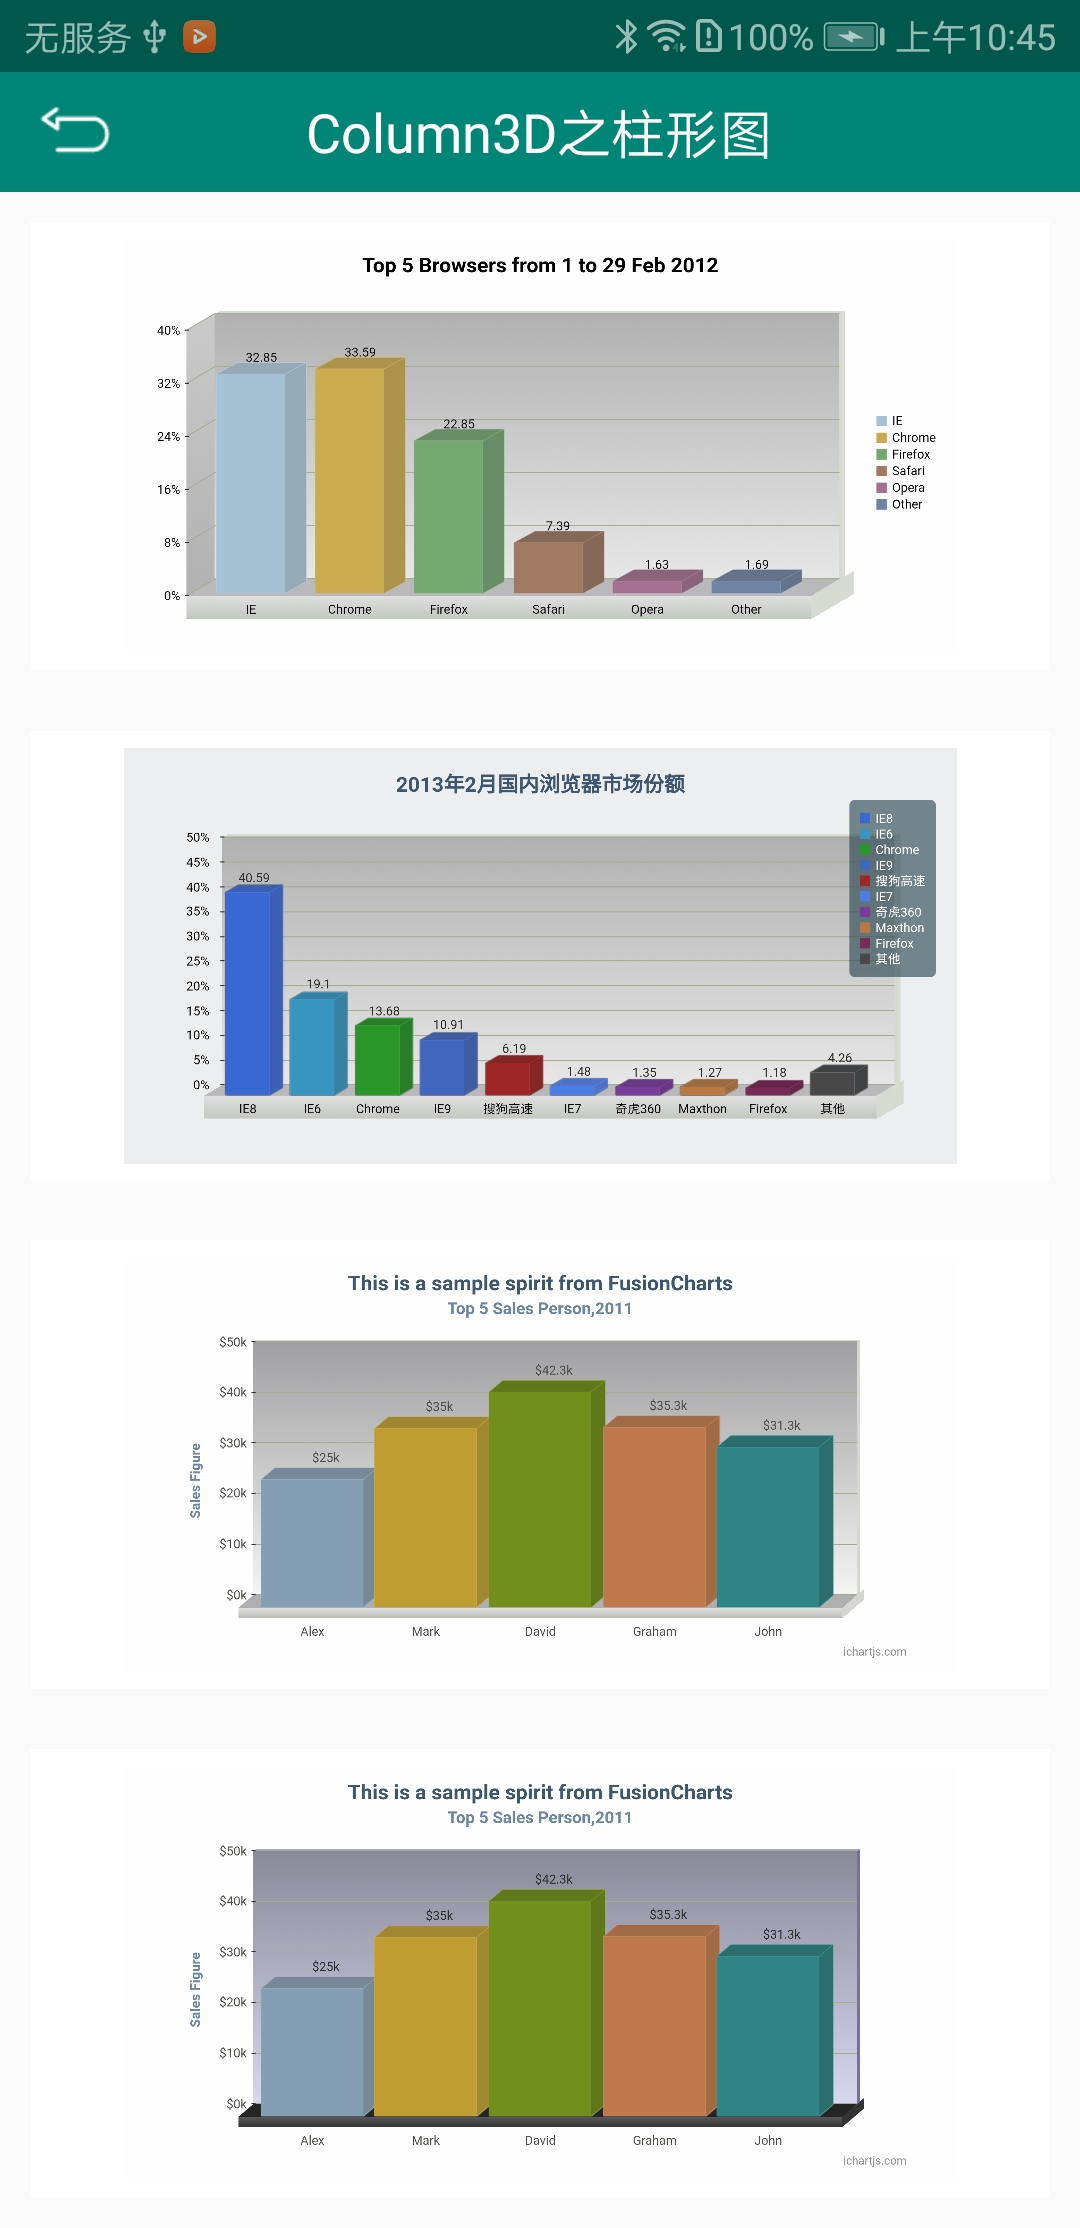 无服务 100% 上午10:45
Column3D之柱形图
Top 5 Browsers from 1 to 29 Feb 2012
40%
32%
24%
16%
8%
0%
32.85 33.59 22.85 7.39 1.63 1.69
IE Chrome Firefox Safari Opera Other
IE
Chrome
Firefox
Safari
Opera
Other
2013年2月国内浏览器市场份额
50%
45%
40%
35%
30%
25%
20%
15%
10%
5%
0%
40.59 19.1 13.68 10.91 6.19 1.48 1.35 1.27 1.18 4.26
IE8 IE6 Chrome IE9 搜狗高速 IE7 奇虎360 Maxthon Firefox 其他
IE8
IE6
Chrome
IE9
搜狗高速
IE7
奇虎360
Maxthon
Firefox
其他
This is a sample spirit from FusionCharts
Top 5 Sales Person,2011
Sales Figure
$50k
$40k
$30k
$20k
$10k
$0k
$25k $35k $42.3k $35.3k $31.3k
Alex Mark David Graham John
ichartjs.com
This is a sample spirit from FusionCharts
Top 5 Sales Person,2011
Sales Figure
$50k
$40k
$30k
$20k
$10k
$0k
$25k $35k $42.3k $35.3k $31.3k
Alex Mark David Graham John
ichartjs.com